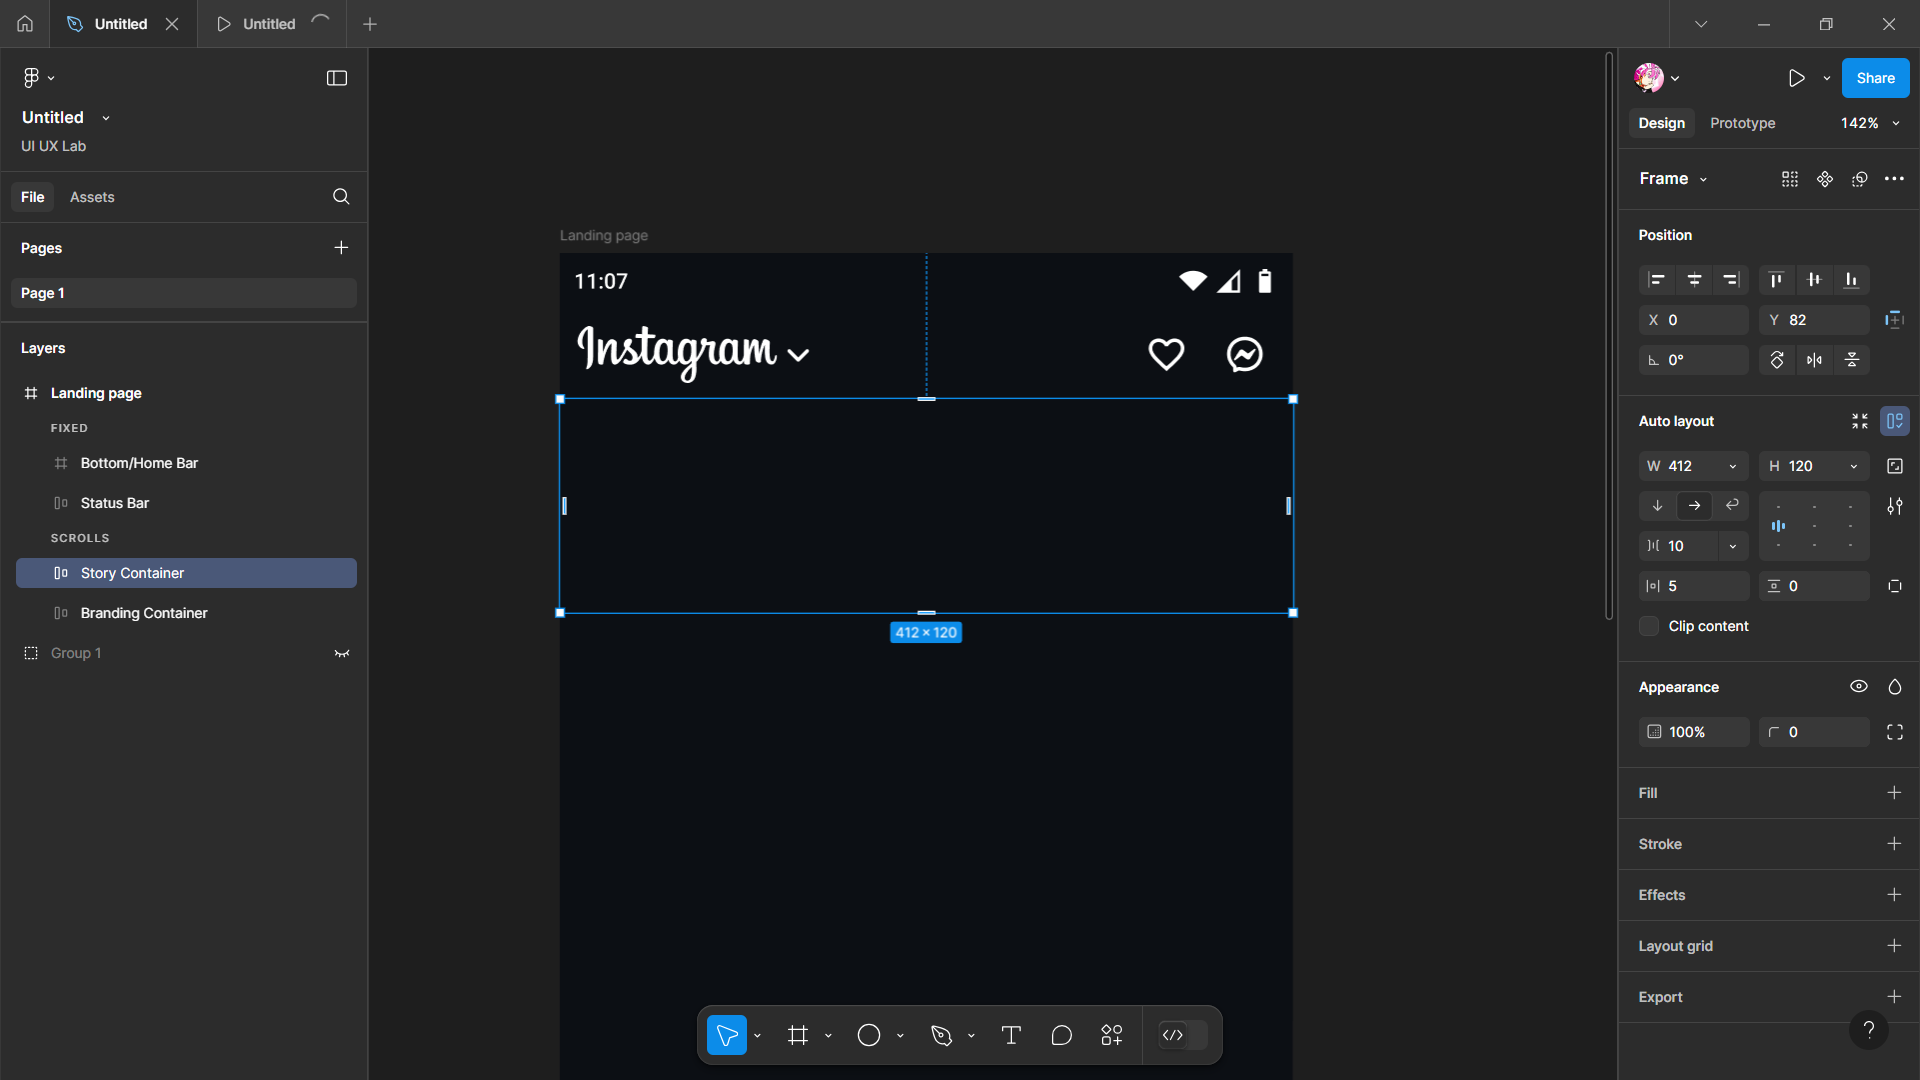 Untitled
Untitled
Untitled
UI UX Lab
File Assets
Pages
Page 1
Layers
Landing page
FIXED
Bottom/Home Bar
Status Bar
SCROLLS
Story Container
Branding Container
Group 1
Landing page
11:07
Instagram
412 × 120
Share
Design Prototype 142%
Frame
Position
X 0 Y 82
0°
Auto layout
W 412 H 120
10
5 0
Clip content
Appearance
100% 0
Fill
Stroke
Effects
Layout grid
Export
?